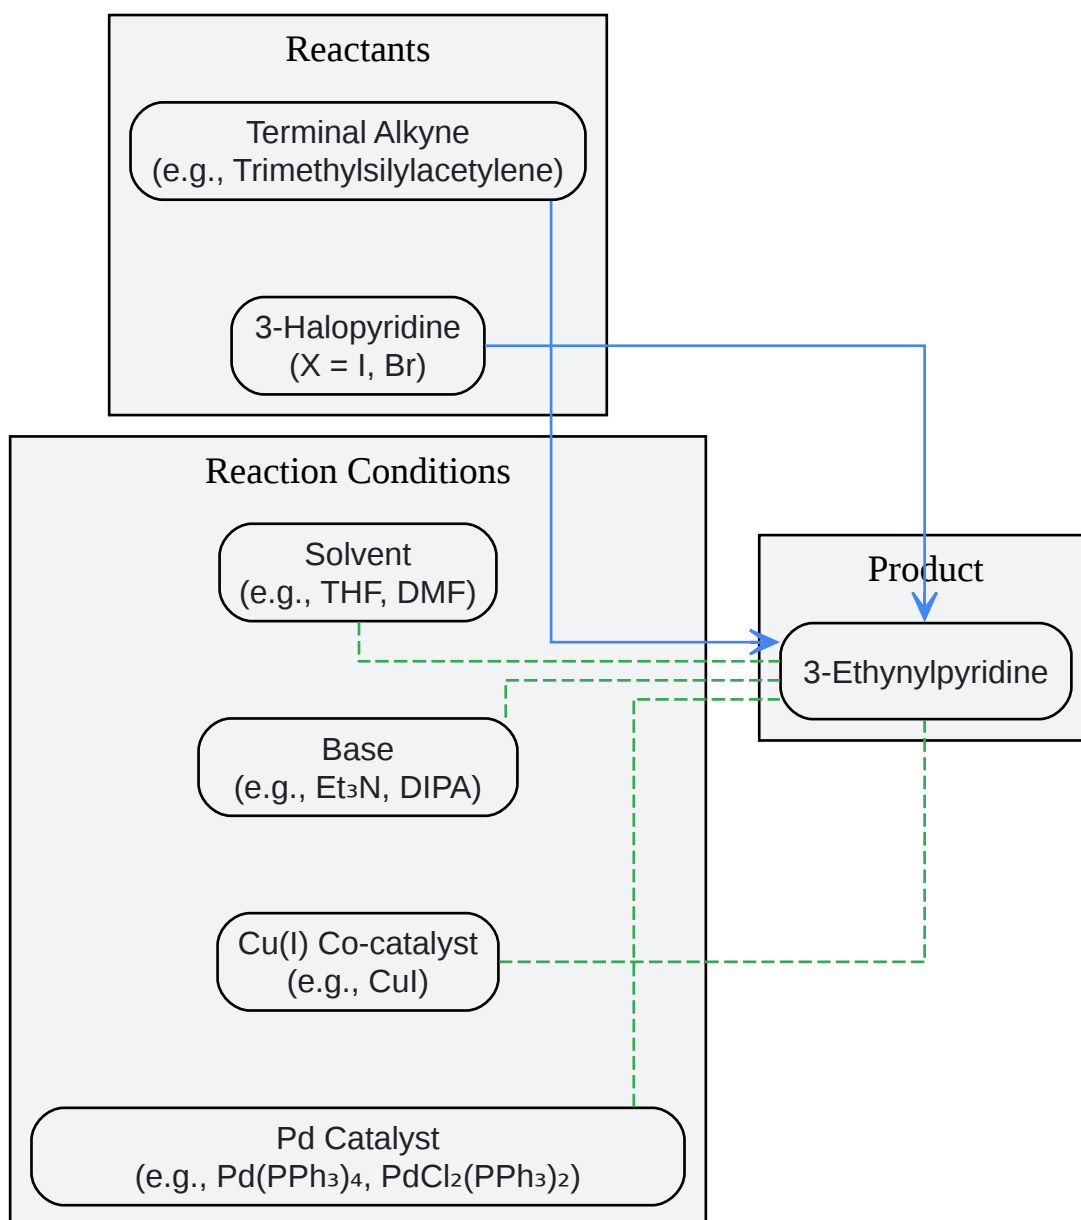 Reactants
Terminal Alkyne
(e.g., Trimethylsilylacetylene)
3-Halopyridine
(X = I, Br)
Reaction Conditions
Solvent
(e.g., THF, DMF)
Base
(e.g., Et₃N, DIPA)
Cu(I) Co-catalyst
(e.g., CuI)
Pd Catalyst
(e.g., Pd(PPh₃)₄, PdCl₂(PPh₃)₂)
Product
3-Ethynylpyridine